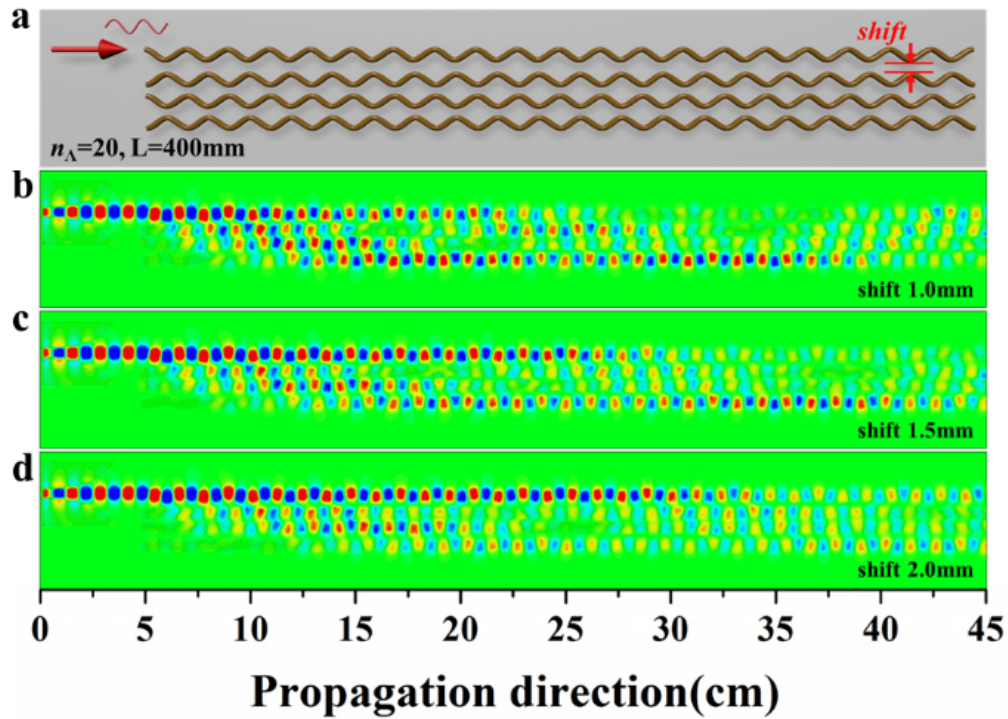 a
shift
n_Λ=20, L=400mm
b
shift 1.0mm
c
shift 1.5mm
d
shift 2.0mm
0 5 10 15 20 25 30 35 40 45
Propagation direction(cm)